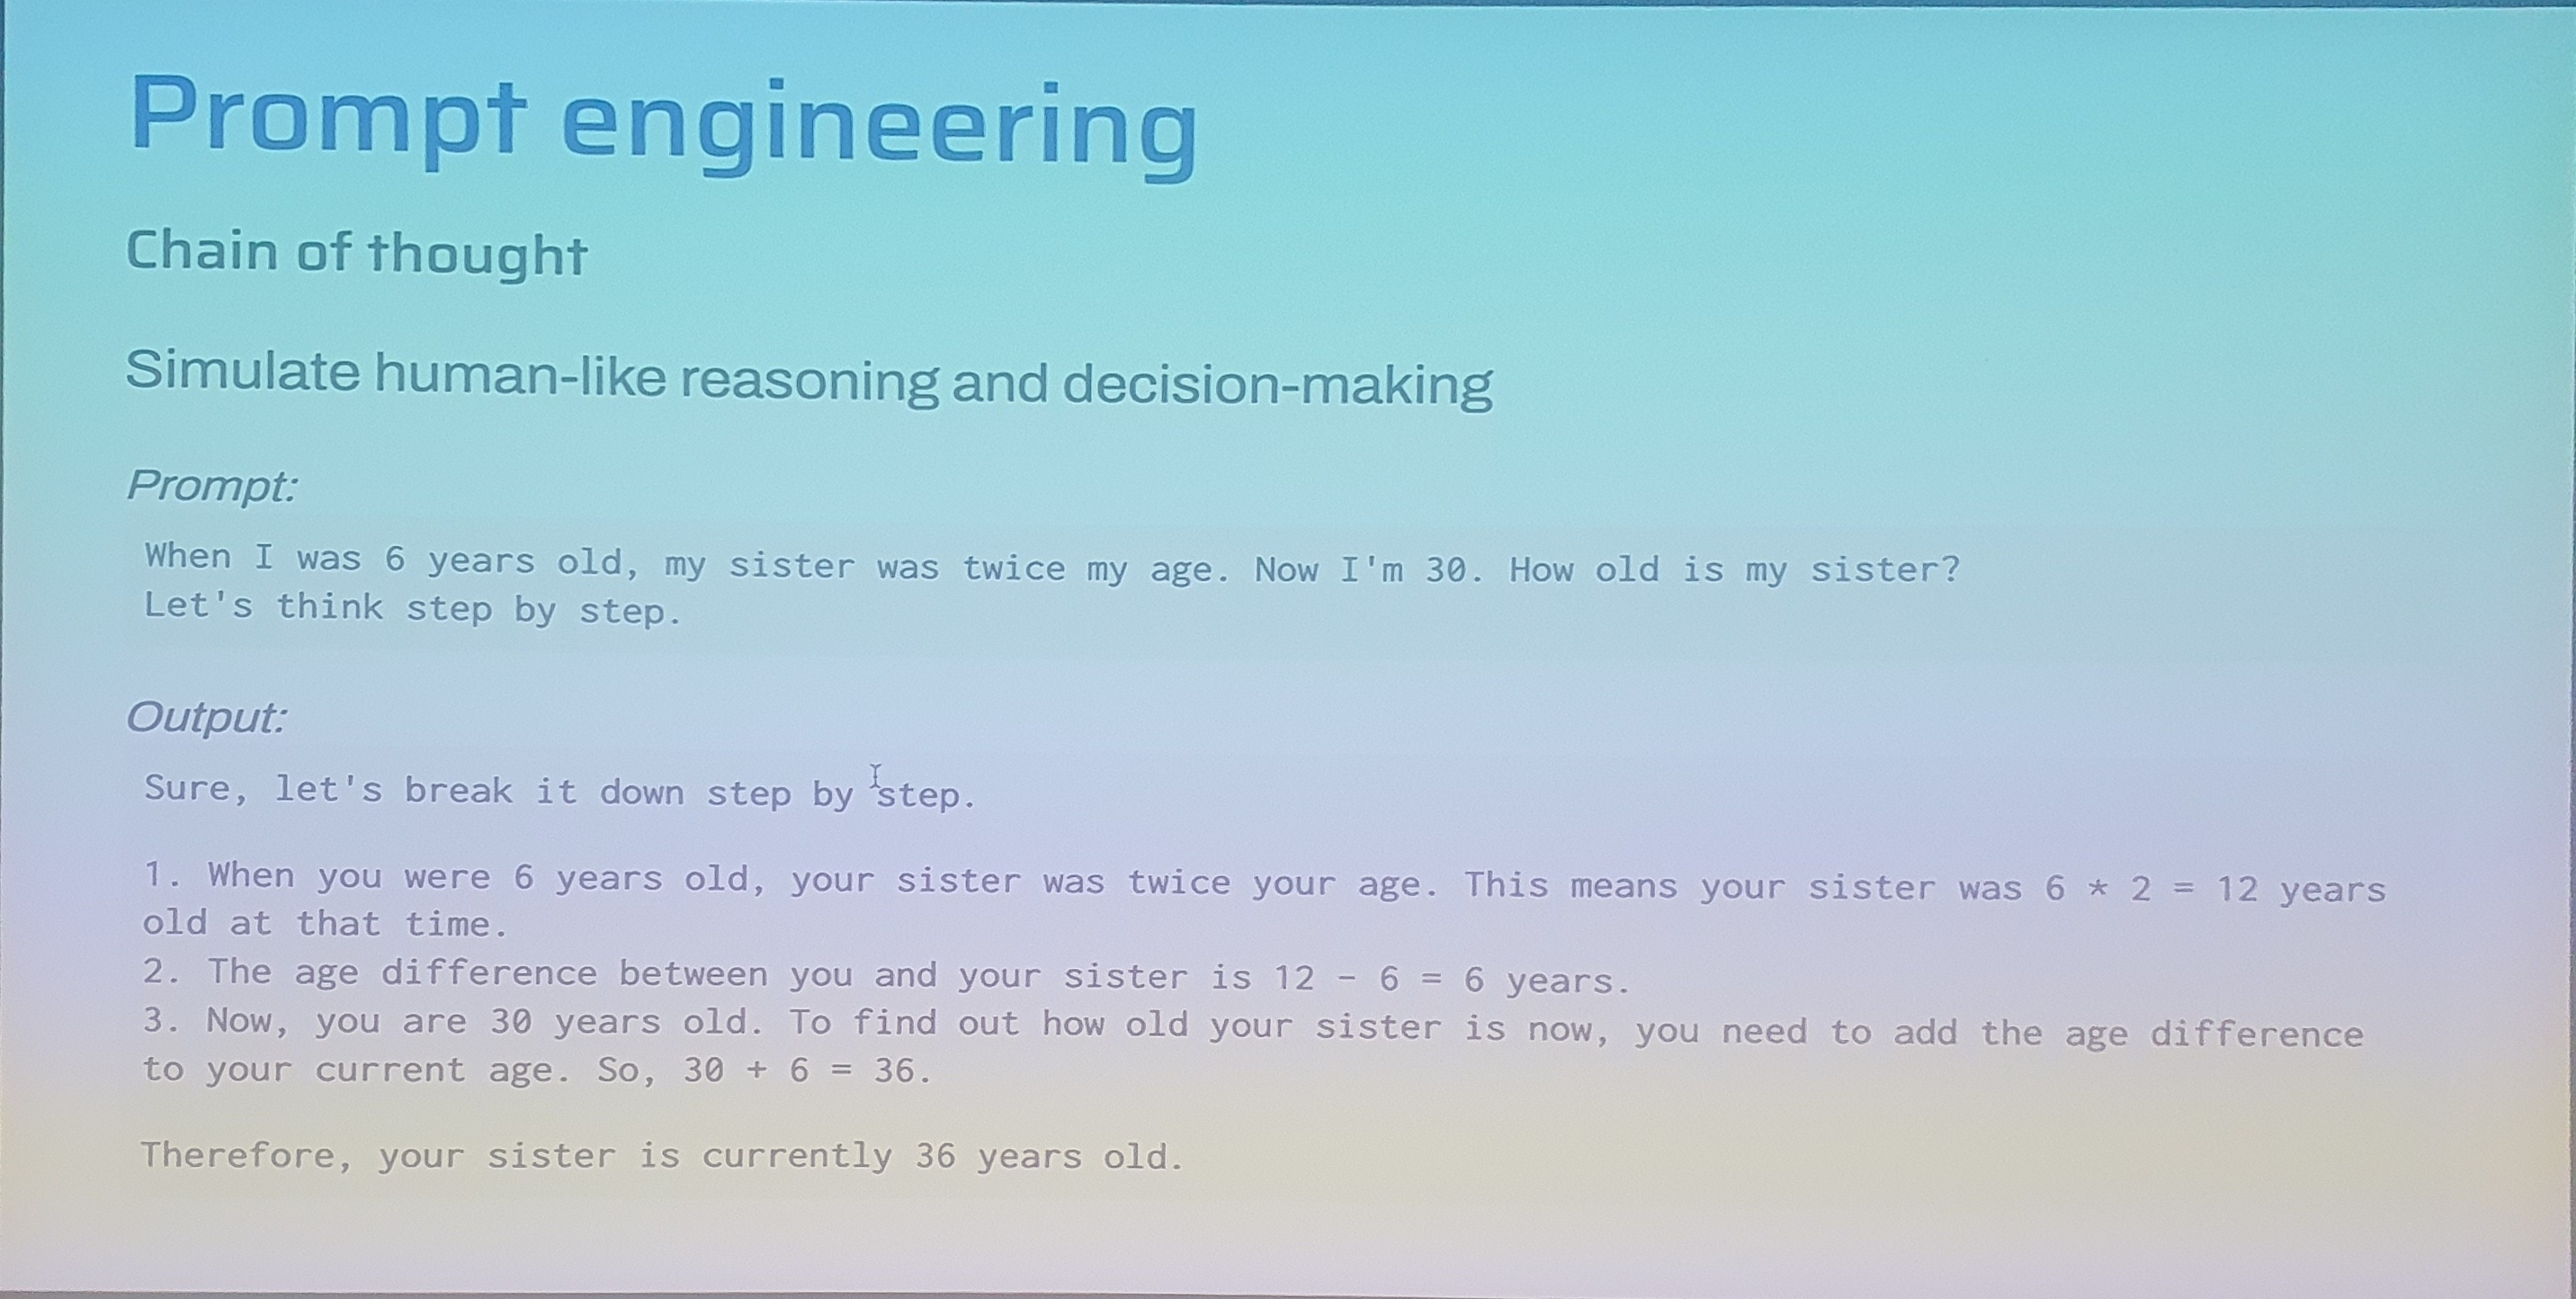 Prompt engineering
Chain of thought
Simulate human-like reasoning and decision-making
Prompt:
When I was 6 years old, my sister was twice my age. Now I'm 30. How old is my sister?
Let's think step by step.
Output:
Sure, let's break it down step by step.
1. When you were 6 years old, your sister was twice your age. This means your sister was 6 * 2 = 12 years
old at that time.
2. The age difference between you and your sister is 12 - 6 = 6 years.
3. Now, you are 30 years old. To find out how old your sister is now, you need to add the age difference
to your current age. So, 30 + 6 = 36.
Therefore, your sister is currently 36 years old.